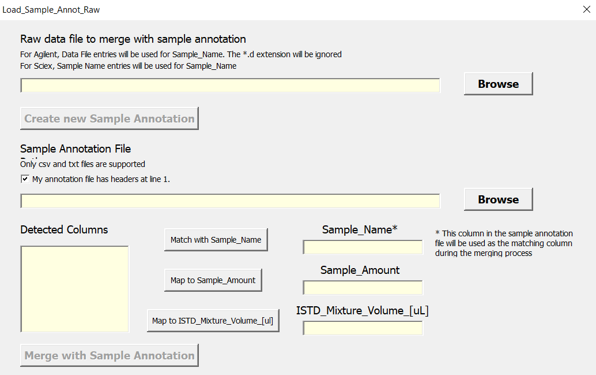 Load_Sample_Annot_Raw
Raw data file to merge with sample annotation
For Agilent, Data File entries will be used for Sample_Name. The *.d extension will be ignored
For Sciex, Sample Name entries will be used for Sample_Name
Browse
Create new Sample Annotation
Sample Annotation File
Only csv and txt files are supported
My annotation file has headers at line 1.
Browse
Detected Columns
Match with Sample_Name
Map to Sample_Amount
Map to ISTD_Mixture_Volume_[ul]
Sample_Name*
Sample_Amount
ISTD_Mixture_Volume_[uL]
* This column in the sample annotation
file will be used as the matching column
during the merging process
Merge with Sample Annotation